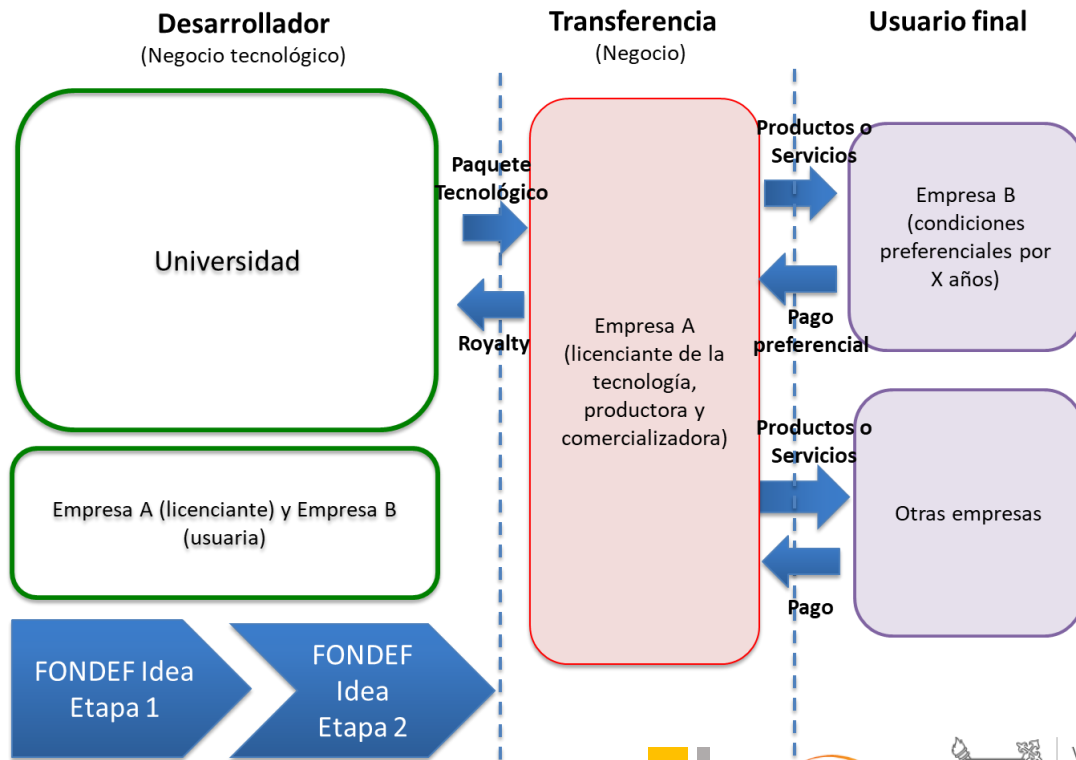 Desarrollador
(Negocio tecnológico)
Transferencia
(Negocio)
Usuario final
Universidad
Paquete
Tecnológico
Royalty
Empresa A (licenciante) y Empresa B
(usuaria)
Empresa A
(licenciante de la
tecnología,
productora y
comercializadora)
Productos o
Servicios
Pago
preferencial
Empresa B
(condiciones
preferenciales por
X años)
Productos o
Servicios
Pago
Otras empresas
FONDEF Idea
Etapa 1
FONDEF
Idea
Etapa 2